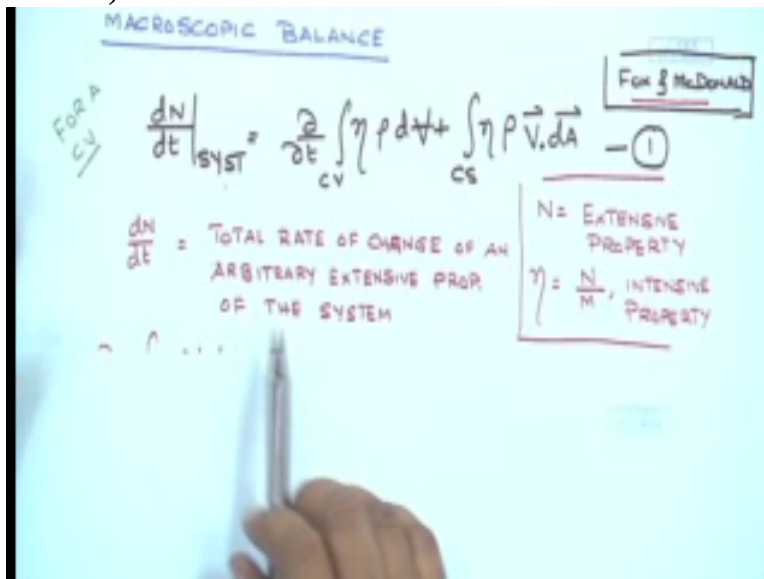 MACROSCOPIC BALANCE
FOX & McDONALD
FOR A
CV
dN/dt|SYST = ∂/∂t ∫CV η ρ dV + ∫CS η ρ V⃗. dA⃗ — ①
dN/dt = TOTAL RATE OF CHANGE OF AN
ARBITRARY EXTENSIVE PROP.
OF THE SYSTEM
N = EXTENSIVE
PROPERTY
η = N/M, INTENSIVE
PROPERTY